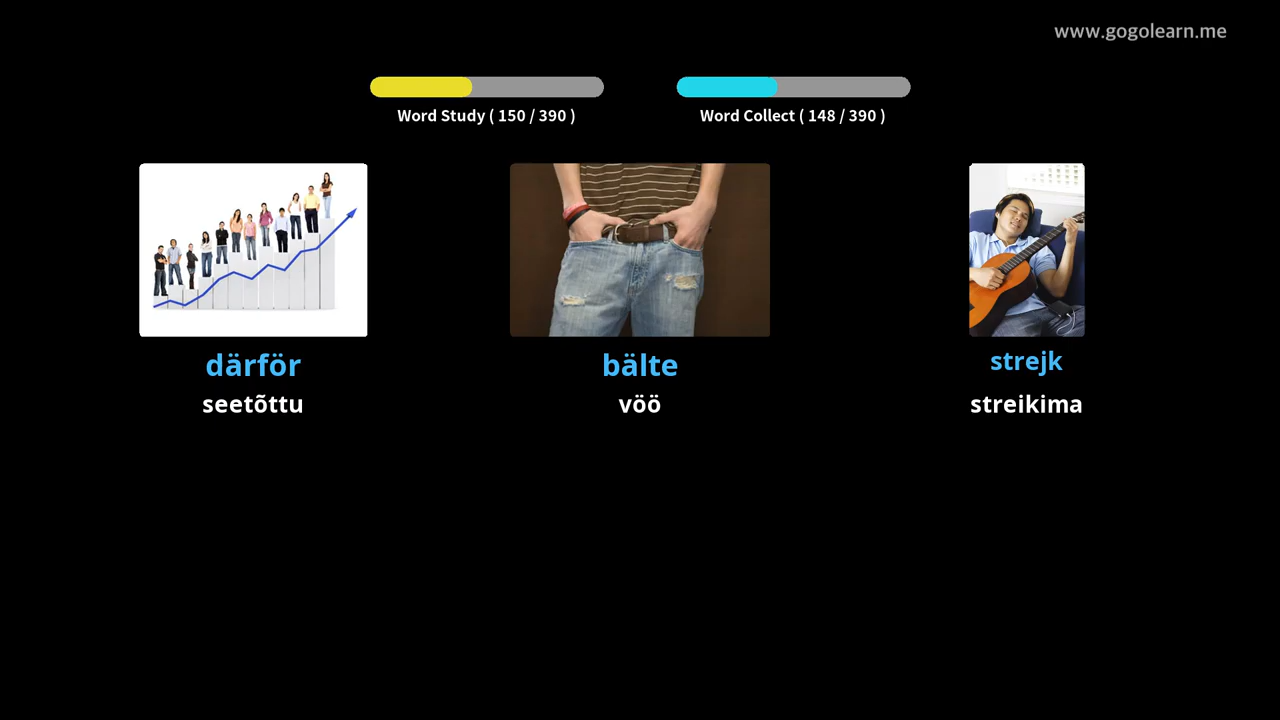 www.gogolearn.me
Word Study ( 150 / 390 )
Word Collect ( 148 / 390 )
därför
bälte
strejk
seetõttu
vöö
streikima